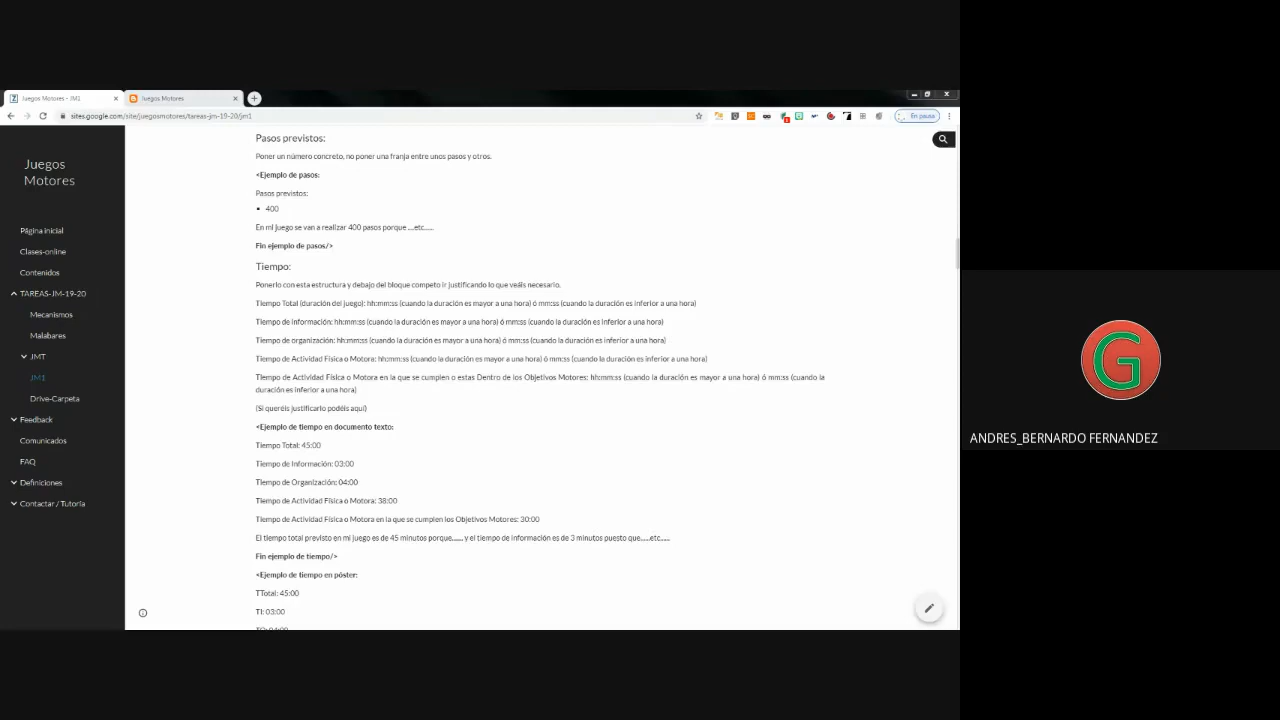 Juegos Motores - JM1
Juegos Motores
sites.google.com/site/juegosmotores/tareas-jm-19-20/jm1
En pausa
Juegos
Motores
Página inicial
Clases-online
Contenidos
TAREAS-JM-19-20
Mecanismos
Malabares
JMT
JM1
Drive-Carpeta
Feedback
Comunicados
FAQ
Definiciones
Contactar / Tutoría
Pasos previstos:
Poner un número concreto, no poner una franja entre unos pasos y otros.
<Ejemplo de pasos:
Pasos previstos:
400
En mi juego se van a realizar 400 pasos porque ....etc......
Fin ejemplo de pasos/>
Tiempo:
Ponerlo con esta estructura y debajo del bloque competo ir justificando lo que veáis necesario.
Tiempo Total (duración del juego): hh:mm:ss (cuando la duración es mayor a una hora) ó mm:ss (cuando la duración es inferior a una hora)
Tiempo de información: hh:mm:ss (cuando la duración es mayor a una hora) ó mm:ss (cuando la duración es inferior a una hora)
Tiempo de organización: hh:mm:ss (cuando la duración es mayor a una hora) ó mm:ss (cuando la duración es inferior a una hora)
Tiempo de Actividad Física o Motora: hh:mm:ss (cuando la duración es mayor a una hora) ó mm:ss (cuando la duración es inferior a una hora)
Tiempo de Actividad Física o Motora en la que se cumplen o estas Dentro de los Objetivos Motores: hh:mm:ss (cuando la duración es mayor a una hora) ó mm:ss (cuando la
duración es inferior a una hora)
(Si queréis justificarlo podéis aquí)
<Ejemplo de tiempo en documento texto:
Tiempo Total: 45:00
Tiempo de Información: 03:00
Tiempo de Organización: 04:00
Tiempo de Actividad Física o Motora: 38:00
Tiempo de Actividad Física o Motora en la que se cumplen los Objetivos Motores: 30:00
El tiempo total previsto en mi juego es de 45 minutos porque....... y el tiempo de información es de 3 minutos puesto que......etc......
Fin ejemplo de tiempo/>
<Ejemplo de tiempo en póster:
TTotal: 45:00
TI: 03:00
TO: 04:00
G
ANDRES_BERNARDO FERNANDEZ